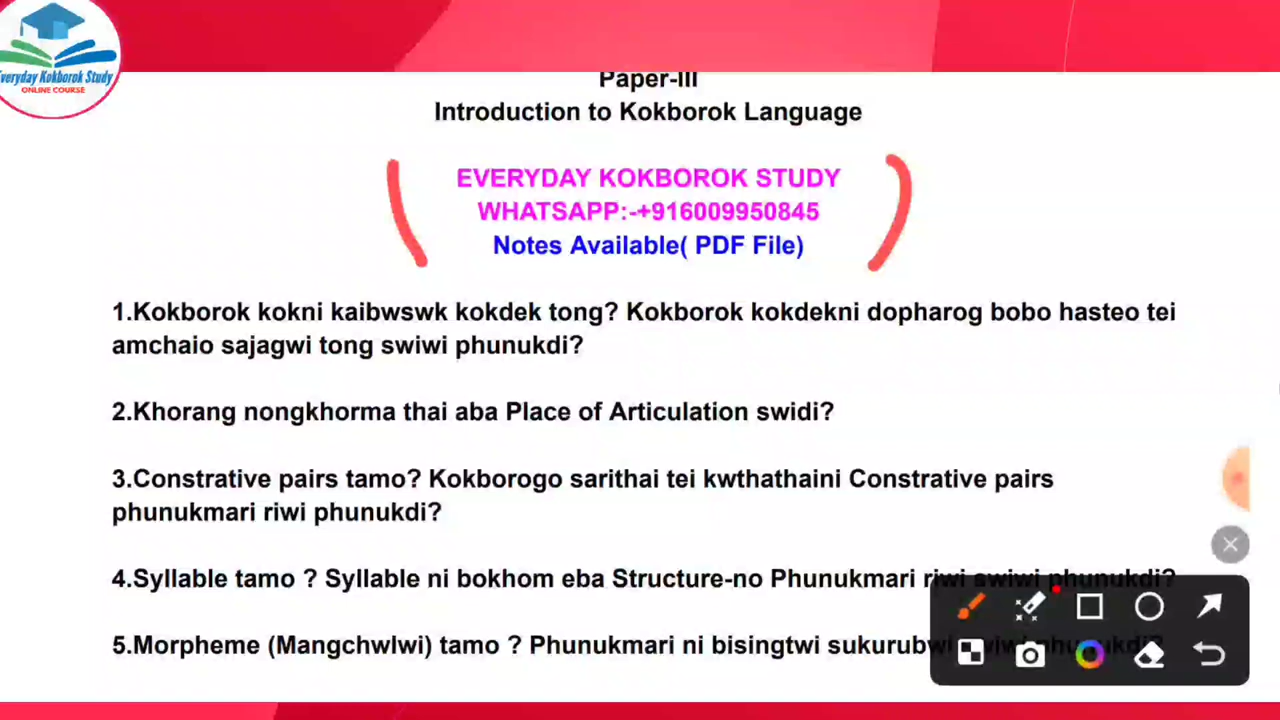 Everyday Kokborok Study
ONLINE COURSE
Paper-III
Introduction to Kokborok Language
EVERYDAY KOKBOROK STUDY
WHATSAPP:-+916009950845
Notes Available( PDF File)
1.Kokborok kokni kaibwswk kokdek tong? Kokborok kokdekni dopharog bobo hasteo tei
amchaio sajagwi tong swiwi phunukdi?
2.Khorang nongkhorma thai aba Place of Articulation swidi?
3.Constrative pairs tamo? Kokborogo sarithai tei kwthathaini Constrative pairs
phunukmari riwi phunukdi?
4.Syllable tamo ? Syllable ni bokhom eba Structure-no Phunukmari riwi swiwi phunukdi?
5.Morpheme (Mangchwlwi) tamo ? Phunukmari ni bisingtwi